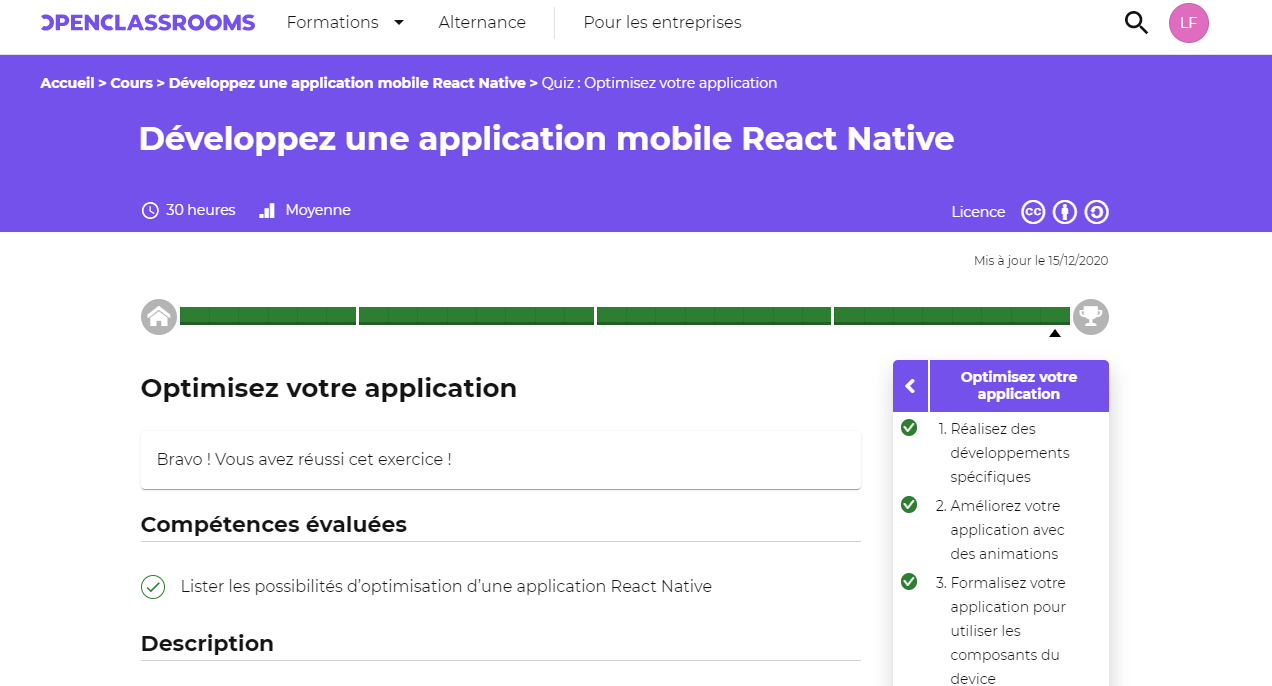 OPENCLASSROOMS Formations Alternance Pour les entreprises LF
Accueil > Cours > Développez une application mobile React Native > Quiz : Optimisez votre application
Développez une application mobile React Native
30 heures Moyenne Licence cc
Mis à jour le 15/12/2020
Optimisez votre application
Bravo ! Vous avez réussi cet exercice !
Compétences évaluées
Lister les possibilités d’optimisation d’une application React Native
Description
Optimisez votre
application
1. Réalisez des
développements
spécifiques
2. Améliorez votre
application avec
des animations
3. Formalisez votre
application pour
utiliser les
composants du
device